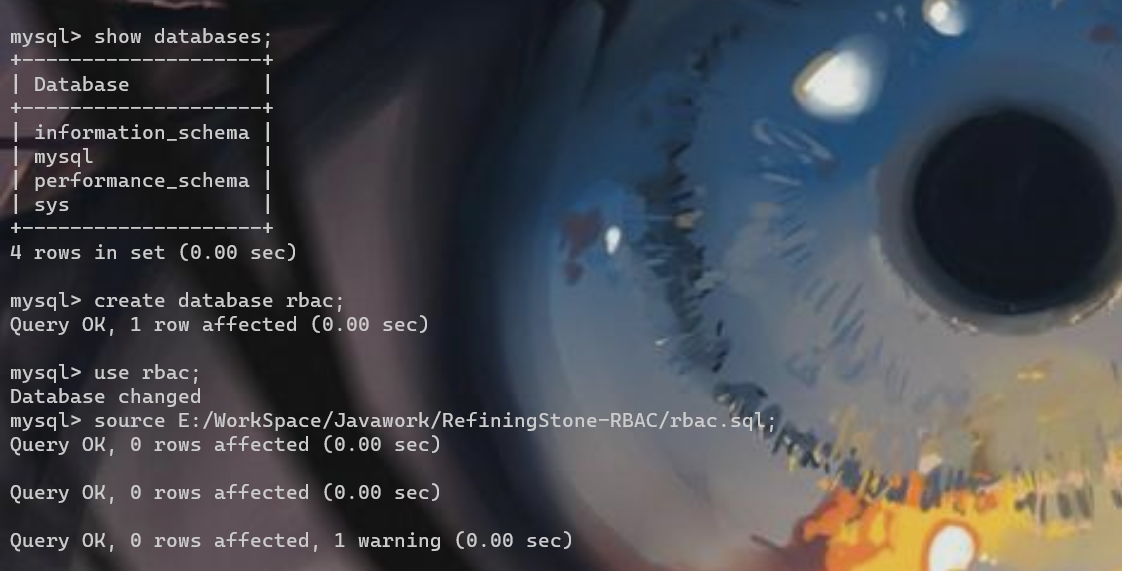 mysql> show databases;
+--------------------+
| Database           |
+--------------------+
| information_schema |
| mysql              |
| performance_schema |
| sys                |
+--------------------+
4 rows in set (0.00 sec)
mysql> create database rbac;
Query OK, 1 row affected (0.00 sec)
mysql> use rbac;
Database changed
mysql> source E:/WorkSpace/Javawork/RefiningStone-RBAC/rbac.sql;
Query OK, 0 rows affected (0.00 sec)
Query OK, 0 rows affected (0.00 sec)
Query OK, 0 rows affected, 1 warning (0.00 sec)